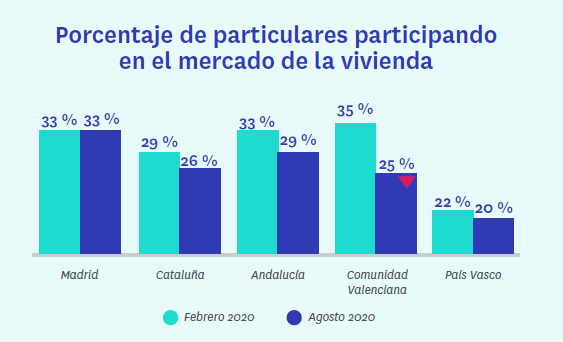 Porcentaje de particulares participando
en el mercado de la vivienda
33 % 33 %
29 % 26 %
33 % 29 %
35 % 25 %
22 % 20 %
Madrid
Cataluña
Andalucía
Comunidad
Valenciana
País Vasco
Febrero 2020
Agosto 2020